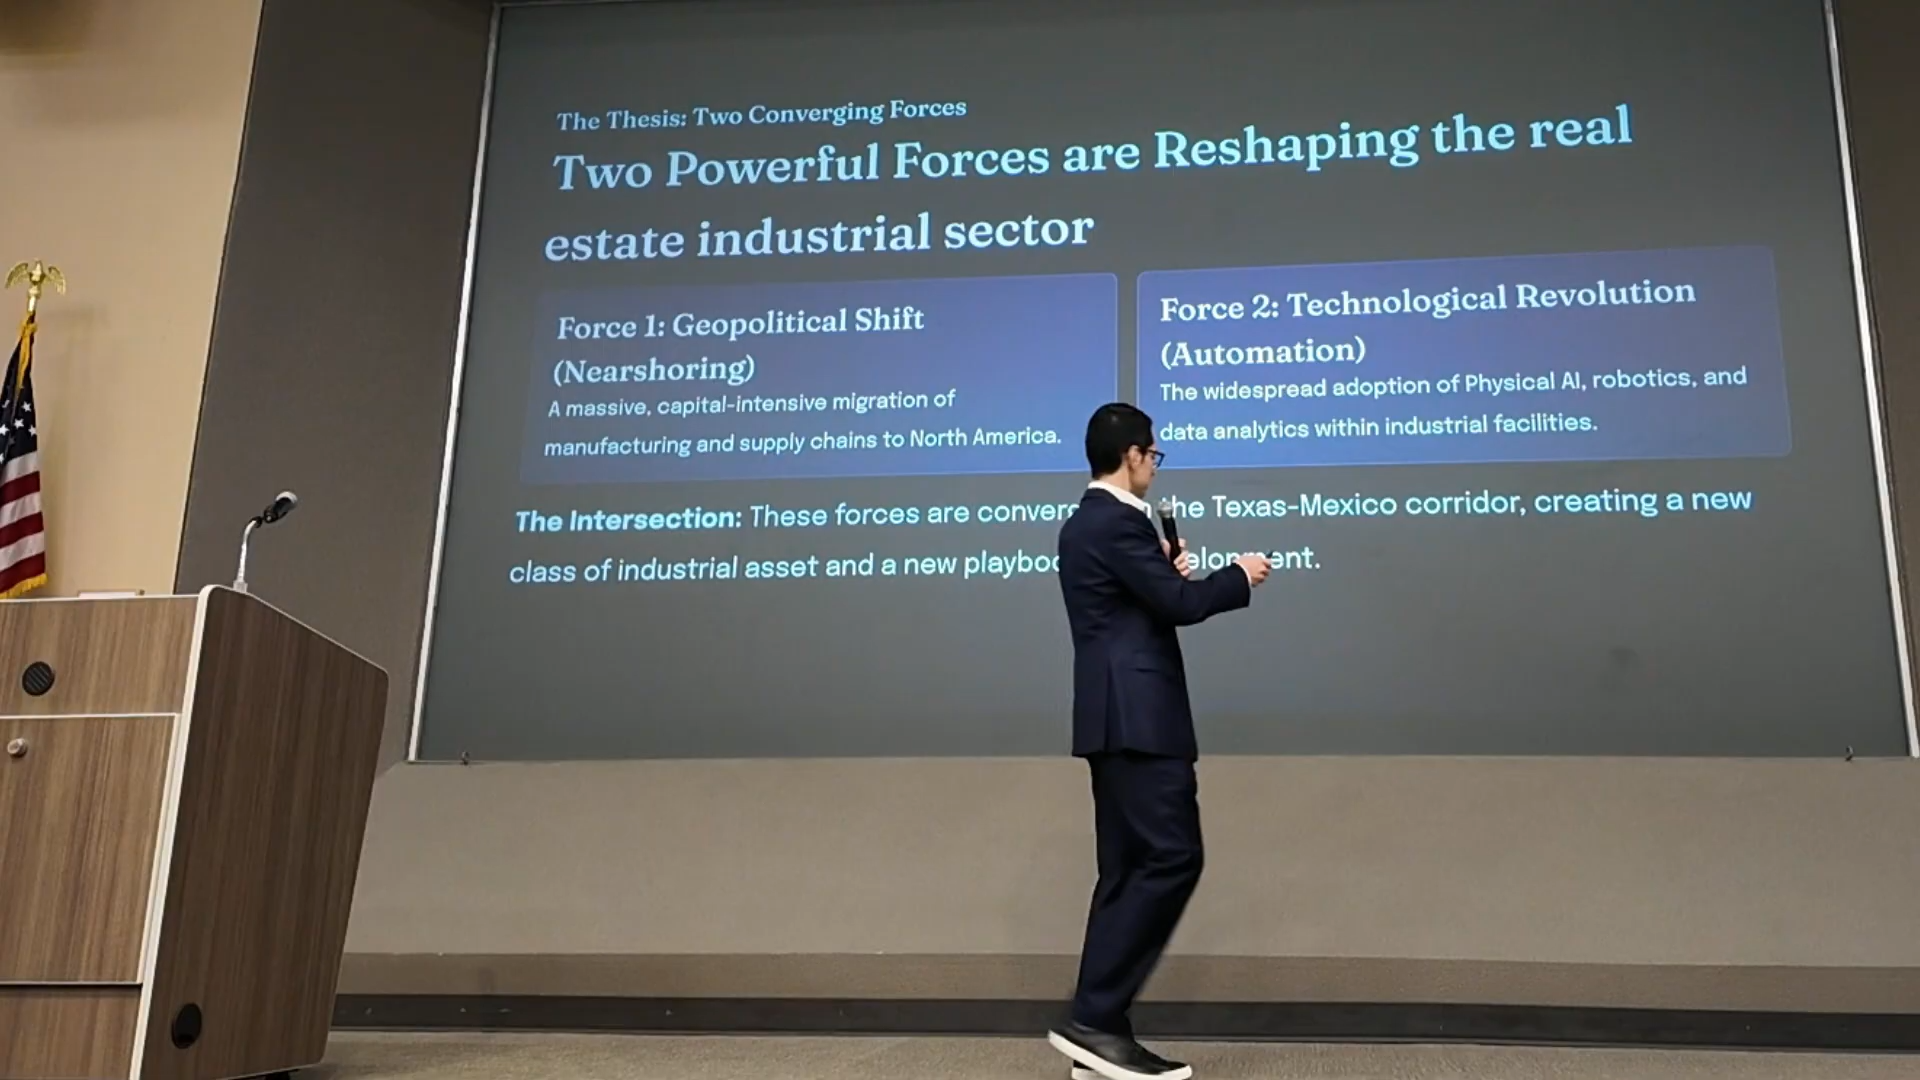 The Thesis: Two Converging Forces
Two Powerful Forces are Reshaping the real
estate industrial sector
Force 1: Geopolitical Shift
(Nearshoring)
A massive, capital-intensive migration of
manufacturing and supply chains to North America.
Force 2: Technological Revolution
(Automation)
The widespread adoption of Physical AI, robotics, and
data analytics within industrial facilities.
The Intersection: These forces are the Texas-Mexico corridor, creating a new
class of industrial asset and a new